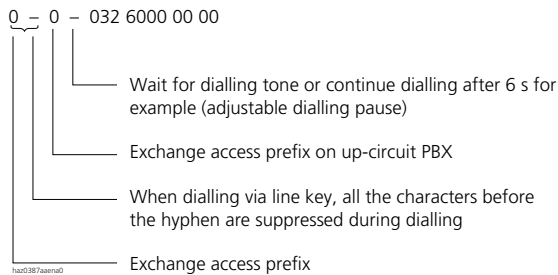 0 – 0 – 032 6000 00 00
Wait for dialling tone or continue dialling after 6 s for
example (adjustable dialling pause)
Exchange access prefix on up-circuit PBX
When dialling via line key, all the characters before
the hyphen are suppressed during dialling
Exchange access prefix
haz0387aaena0